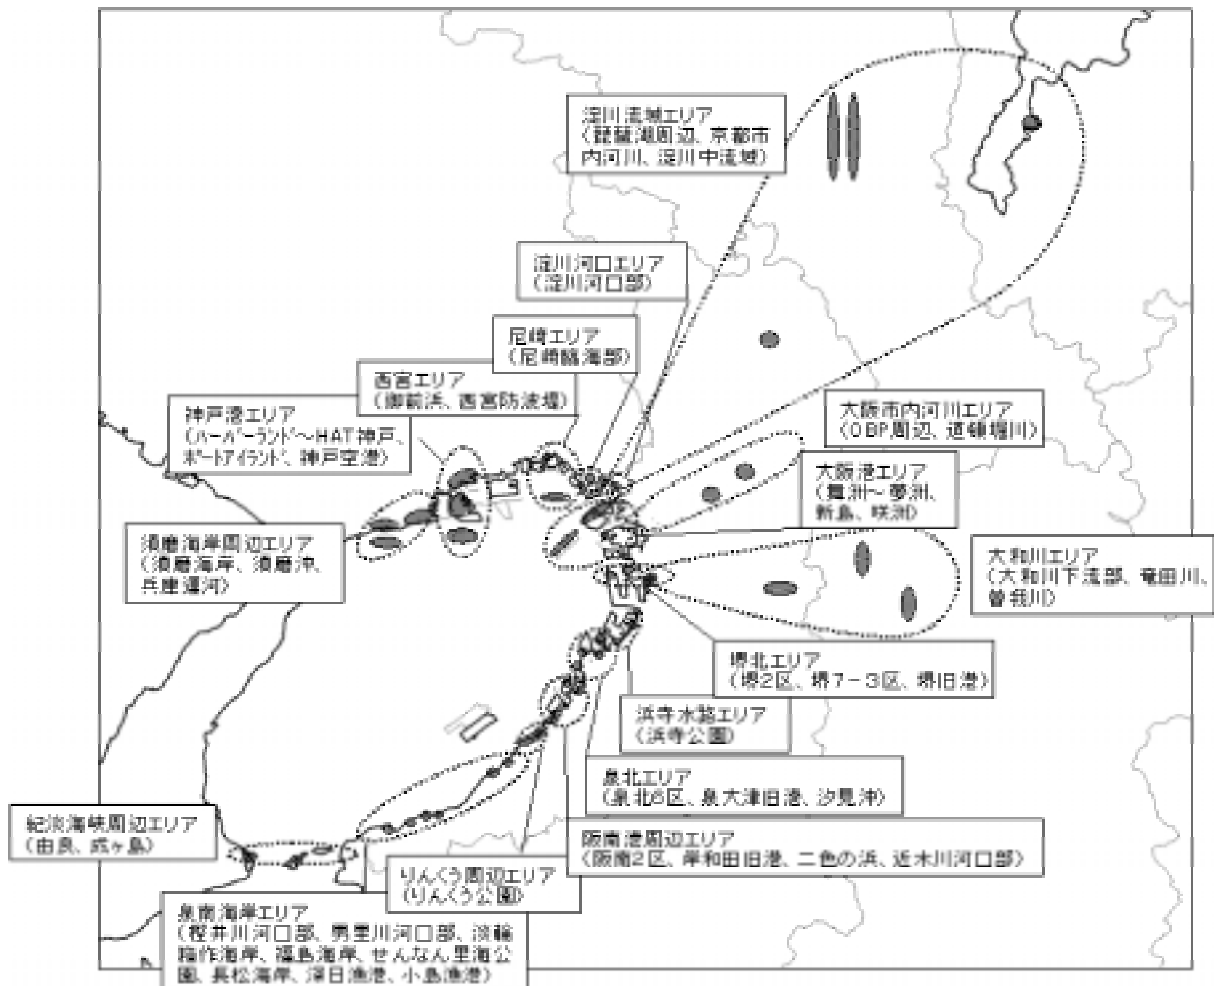 淀川流域エリア
(琵琶湖周辺、京都市
内河川、淀川中流域)
淀川河口エリア
(淀川河口部)
尼崎エリア
(尼崎臨海部)
西宮エリア
(御前浜、西宮防波堤)
神戸港エリア
(ハーバーランド～HAT神戸、
ポートアイランド、神戸空港)
大阪市内河川エリア
(OBP周辺、道頓堀川)
大阪港エリア
(舞洲～夢洲、
新島、咲洲)
須磨海岸周辺エリア
(須磨海岸、須磨沖、
兵庫運河)
大和川エリア
(大和川下流部、竜田川、
曽我川)
堺北エリア
(堺2区、堺7-3区、堺旧港)
浜寺水路エリア
(浜寺公園)
泉北エリア
(泉北6区、泉大津旧港、汐見沖)
紀淡海峡周辺エリア
(由良、成ヶ島)
阪南港周辺エリア
(阪南2区、岸和田旧港、二色の浜、近木川河口部)
りんくう周辺エリア
(りんくう公園)
泉南海岸エリア
(樫井川河口部、男里川河口部、淡輪
箱作海岸、福島海岸、せんなん里海公
園、長松海岸、深日漁港、小島漁港)